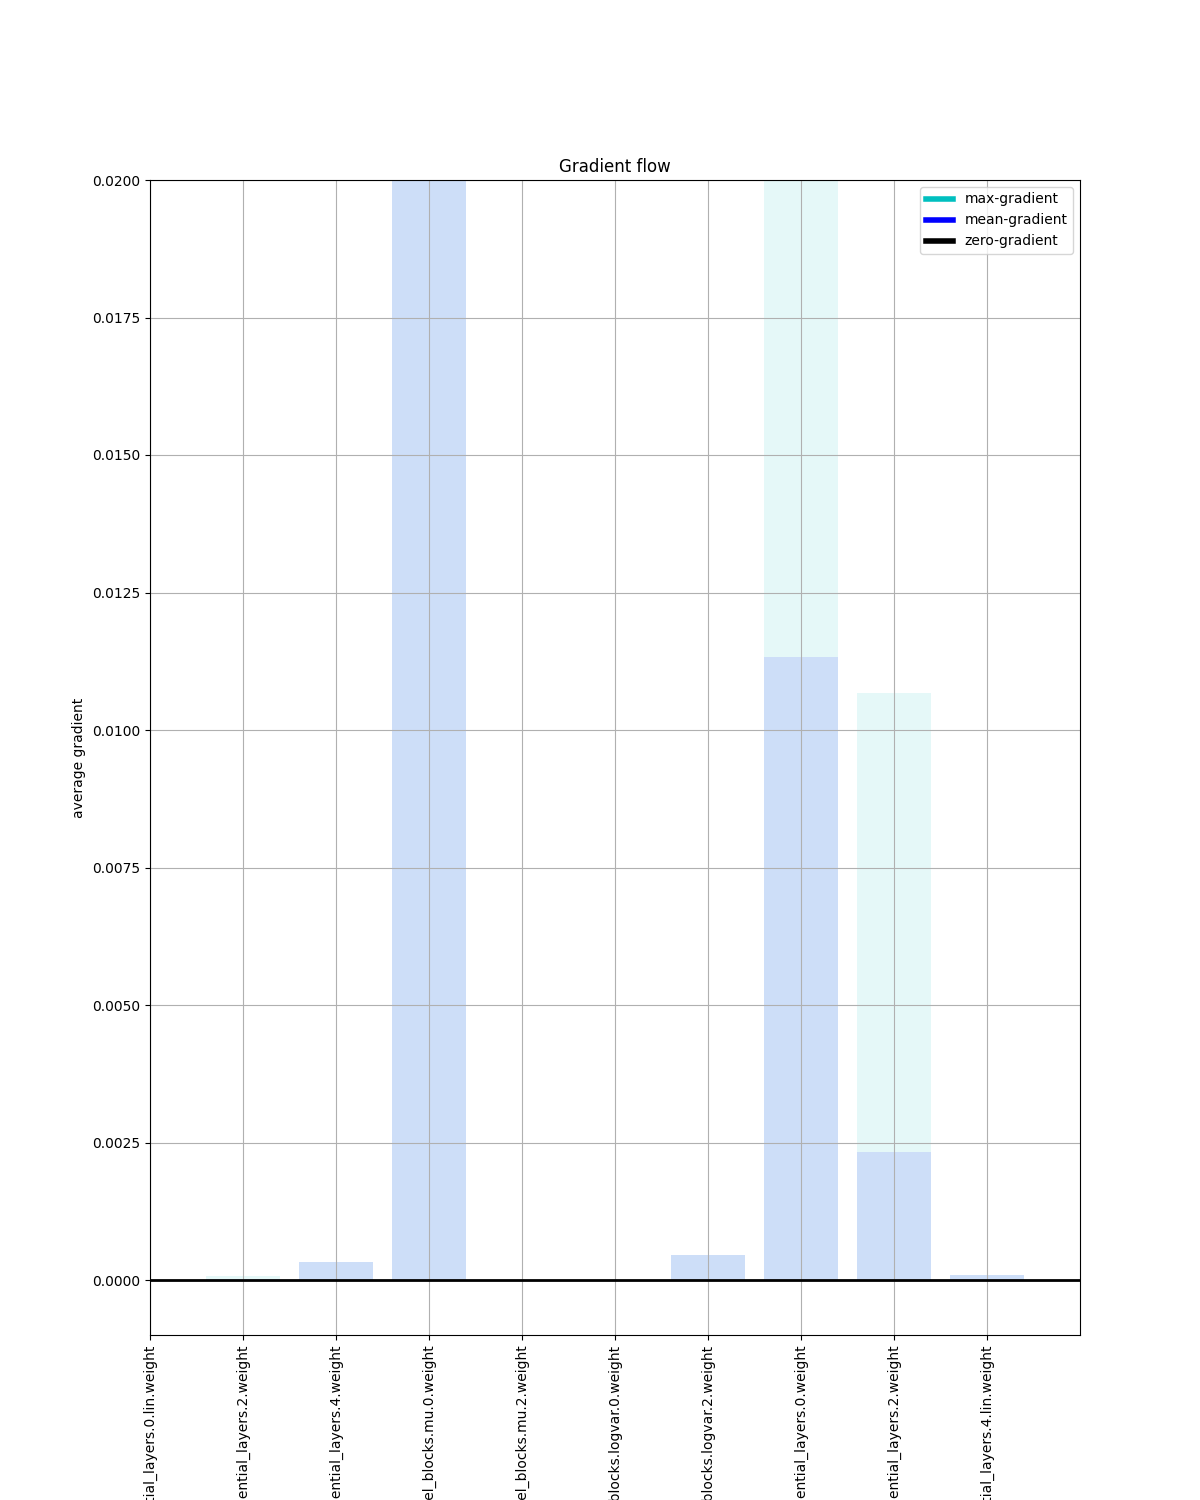 Gradient flow
max-gradient
mean-gradient
zero-gradient
0.0200
0.0175
0.0150
0.0125
0.0100
0.0075
0.0050
0.0025
0.0000
average gradient
tial_layers.0.lin.weight
ential_layers.2.weight
ential_layers.4.weight
el_blocks.mu.0.weight
el_blocks.mu.2.weight
blocks.logvar.0.weight
blocks.logvar.2.weight
ential_layers.0.weight
ential_layers.2.weight
tial_layers.4.lin.weight